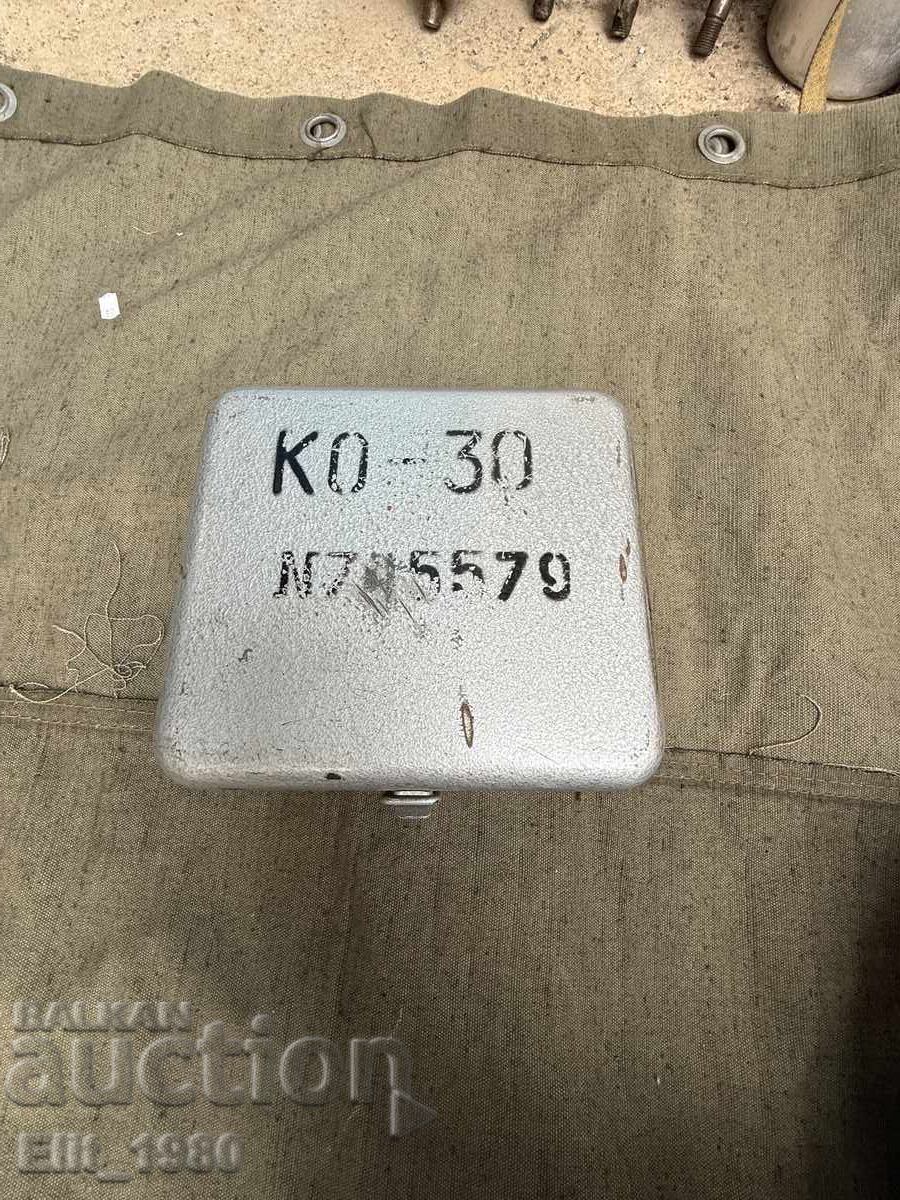 КО-30
BALKAN
auction
Elit_1980